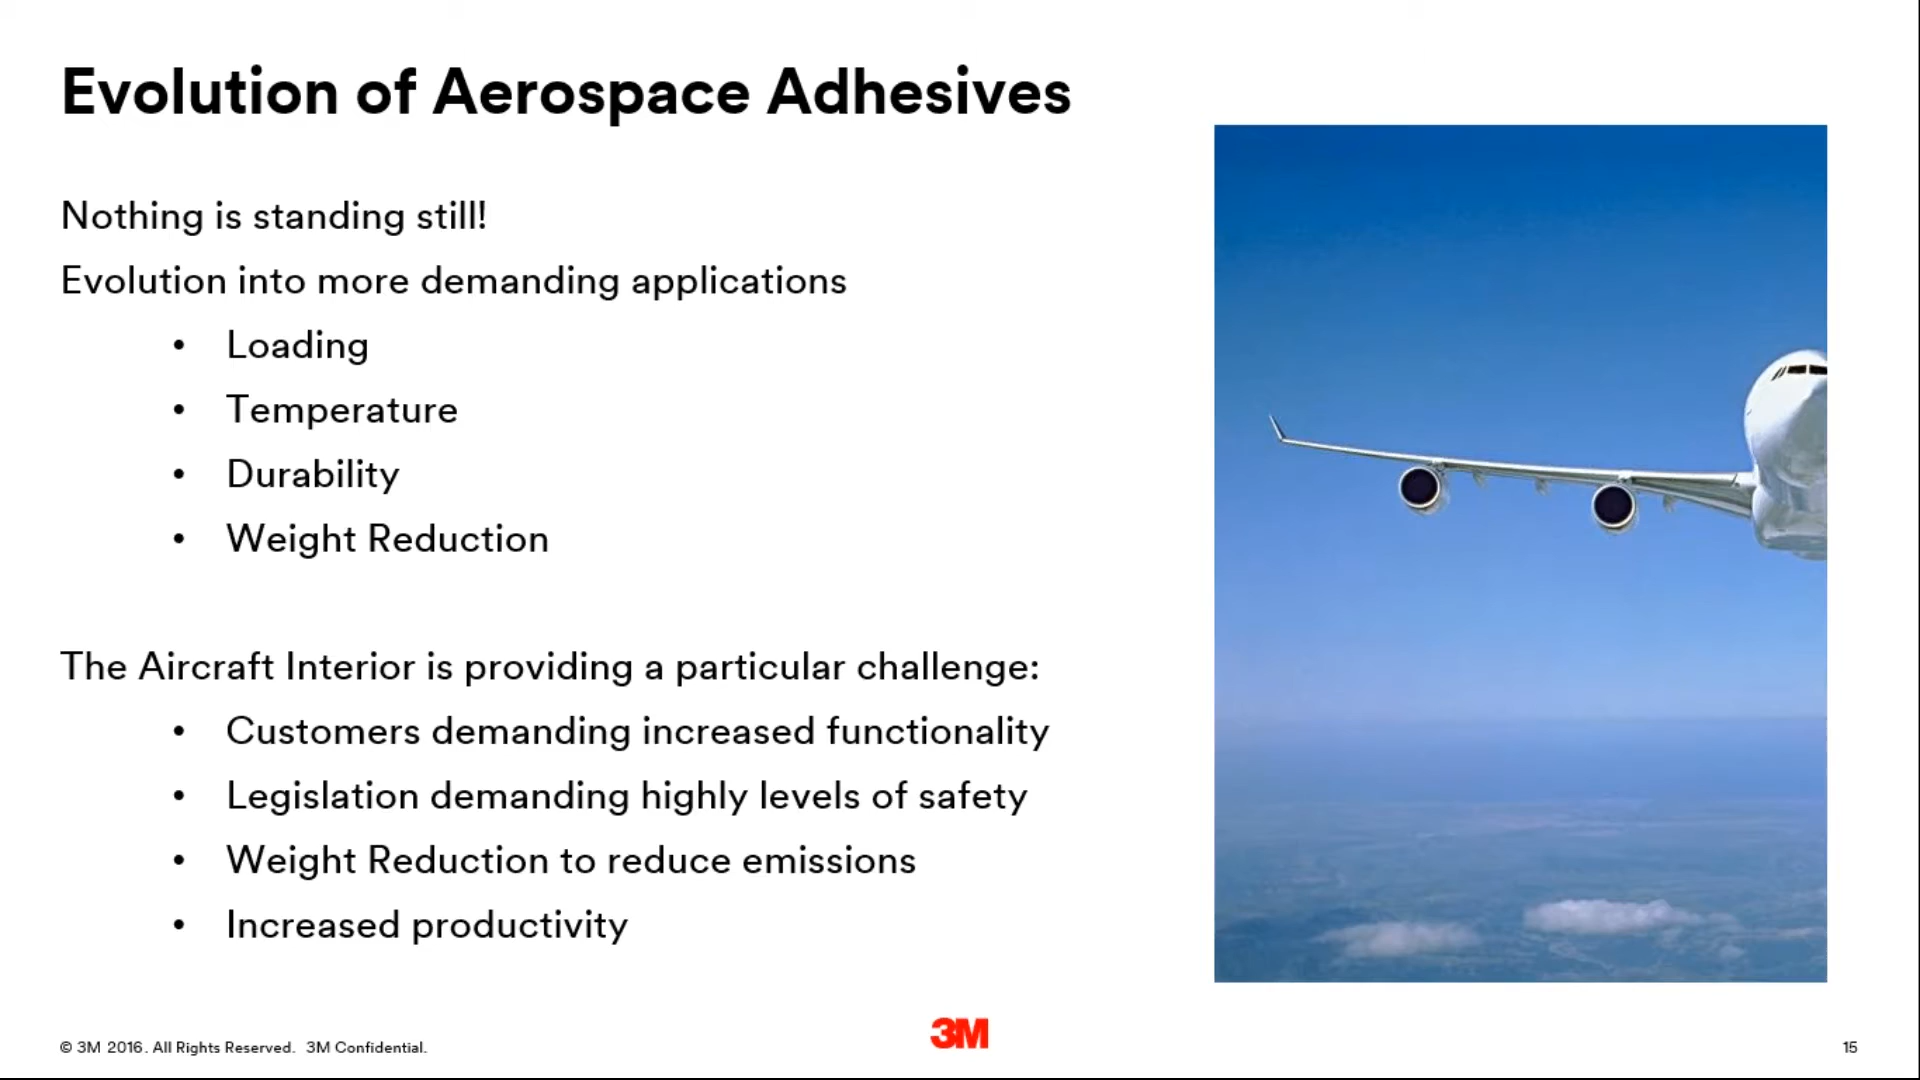 Evolution of Aerospace Adhesives
Nothing is standing still!
Evolution into more demanding applications
• Loading
• Temperature
• Durability
• Weight Reduction
The Aircraft Interior is providing a particular challenge:
• Customers demanding increased functionality
• Legislation demanding highly levels of safety
• Weight Reduction to reduce emissions
• Increased productivity
© 3M 2016. All Rights Reserved. 3M Confidential.
3M
15